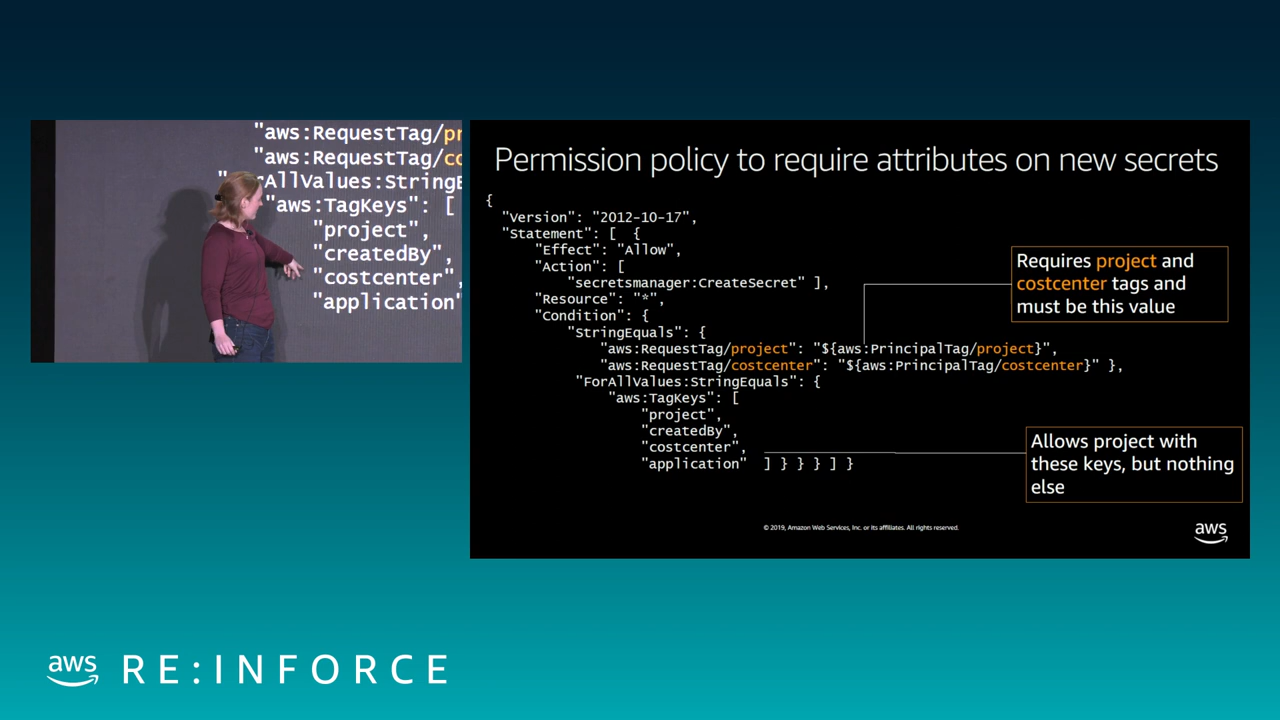 "aws:RequestTag/pr
"aws:RequestTag/co
rAllValues:StringE
"aws:TagKeys": [
"project",
"createdBy",
"costcenter",
"application"
Permission policy to require attributes on new secrets
{
"Version": "2012-10-17",
"Statement": [ {
"Effect": "Allow",
"Action": [
"secretsmanager:CreateSecret" ],
"Resource": "*",
"Condition": {
"StringEquals": {
"aws:RequestTag/project": "${aws:PrincipalTag/project}",
"aws:RequestTag/costcenter": "${aws:PrincipalTag/costcenter}" },
"ForAllValues:StringEquals": {
"aws:TagKeys": [
"project",
"createdBy",
"costcenter",
"application" ] } } } ] }
Requires project and
costcenter tags and
must be this value
Allows project with
these keys, but nothing
else
© 2019, Amazon Web Services, Inc. or its affiliates. All rights reserved.
aws
aws RE:INFORCE